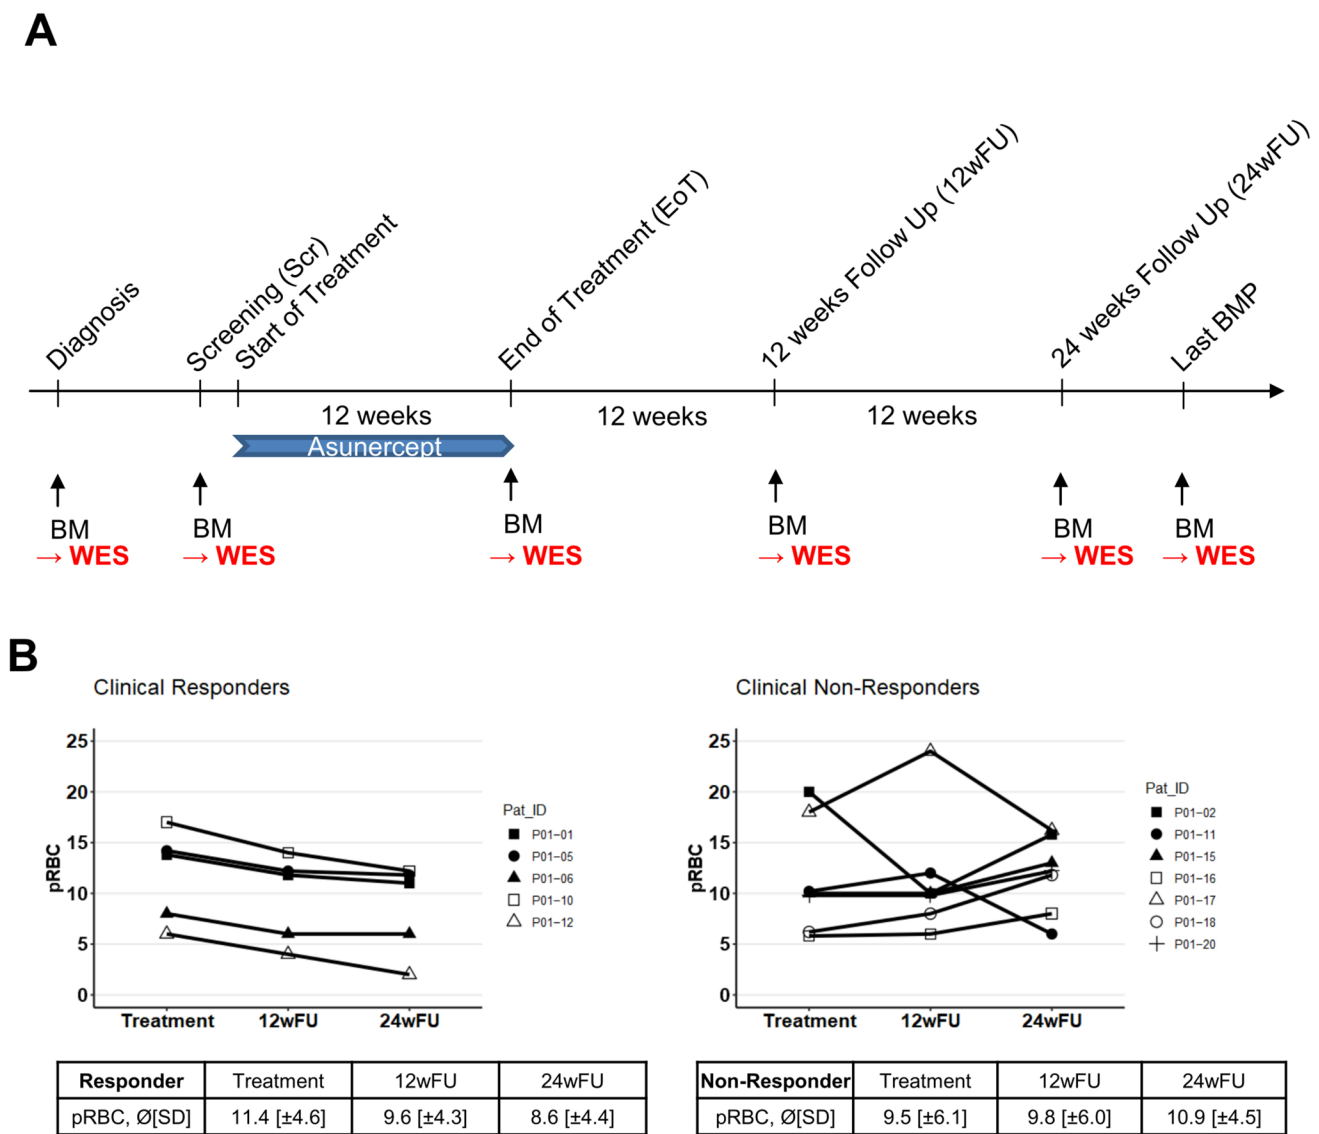 A
Diagnosis
Screening (Scr)
Start of Treatment
End of Treatment (EoT)
12 weeks Follow Up (12wFU)
24 weeks Follow Up (24wFU)
Last BMP
12 weeks
12 weeks
12 weeks
Asunercept
BM
→ WES
BM
→ WES
BM
→ WES
BM
→ WES
BM
→ WES
BM
→ WES
B
Clinical Responders
pRBC
25
20
15
10
5
0
Treatment 12wFU 24wFU
Pat_ID
P01-01
P01-05
P01-06
P01-10
P01-12
Clinical Non-Responders
pRBC
25
20
15
10
5
0
Treatment 12wFU 24wFU
Pat_ID
P01-02
P01-11
P01-15
P01-16
P01-17
P01-18
P01-20
Responder Treatment 12wFU 24wFU
pRBC, Ø[SD] 11.4 [±4.6] 9.6 [±4.3] 8.6 [±4.4]
Non-Responder Treatment 12wFU 24wFU
pRBC, Ø[SD] 9.5 [±6.1] 9.8 [±6.0] 10.9 [±4.5]